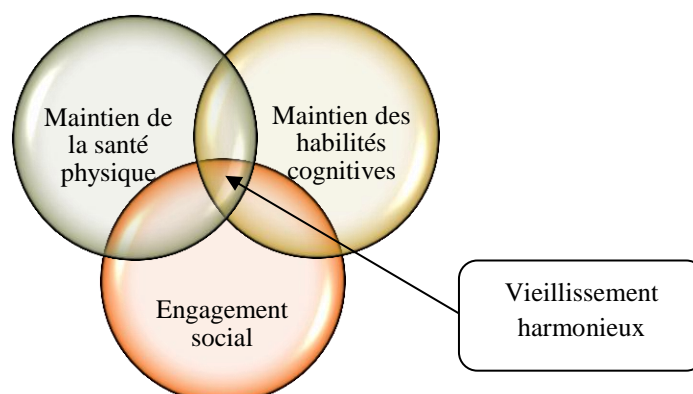 Maintien de
la santé
physique
Maintien des
habilités
cognitives
Engagement
social
Vieillissement
harmonieux